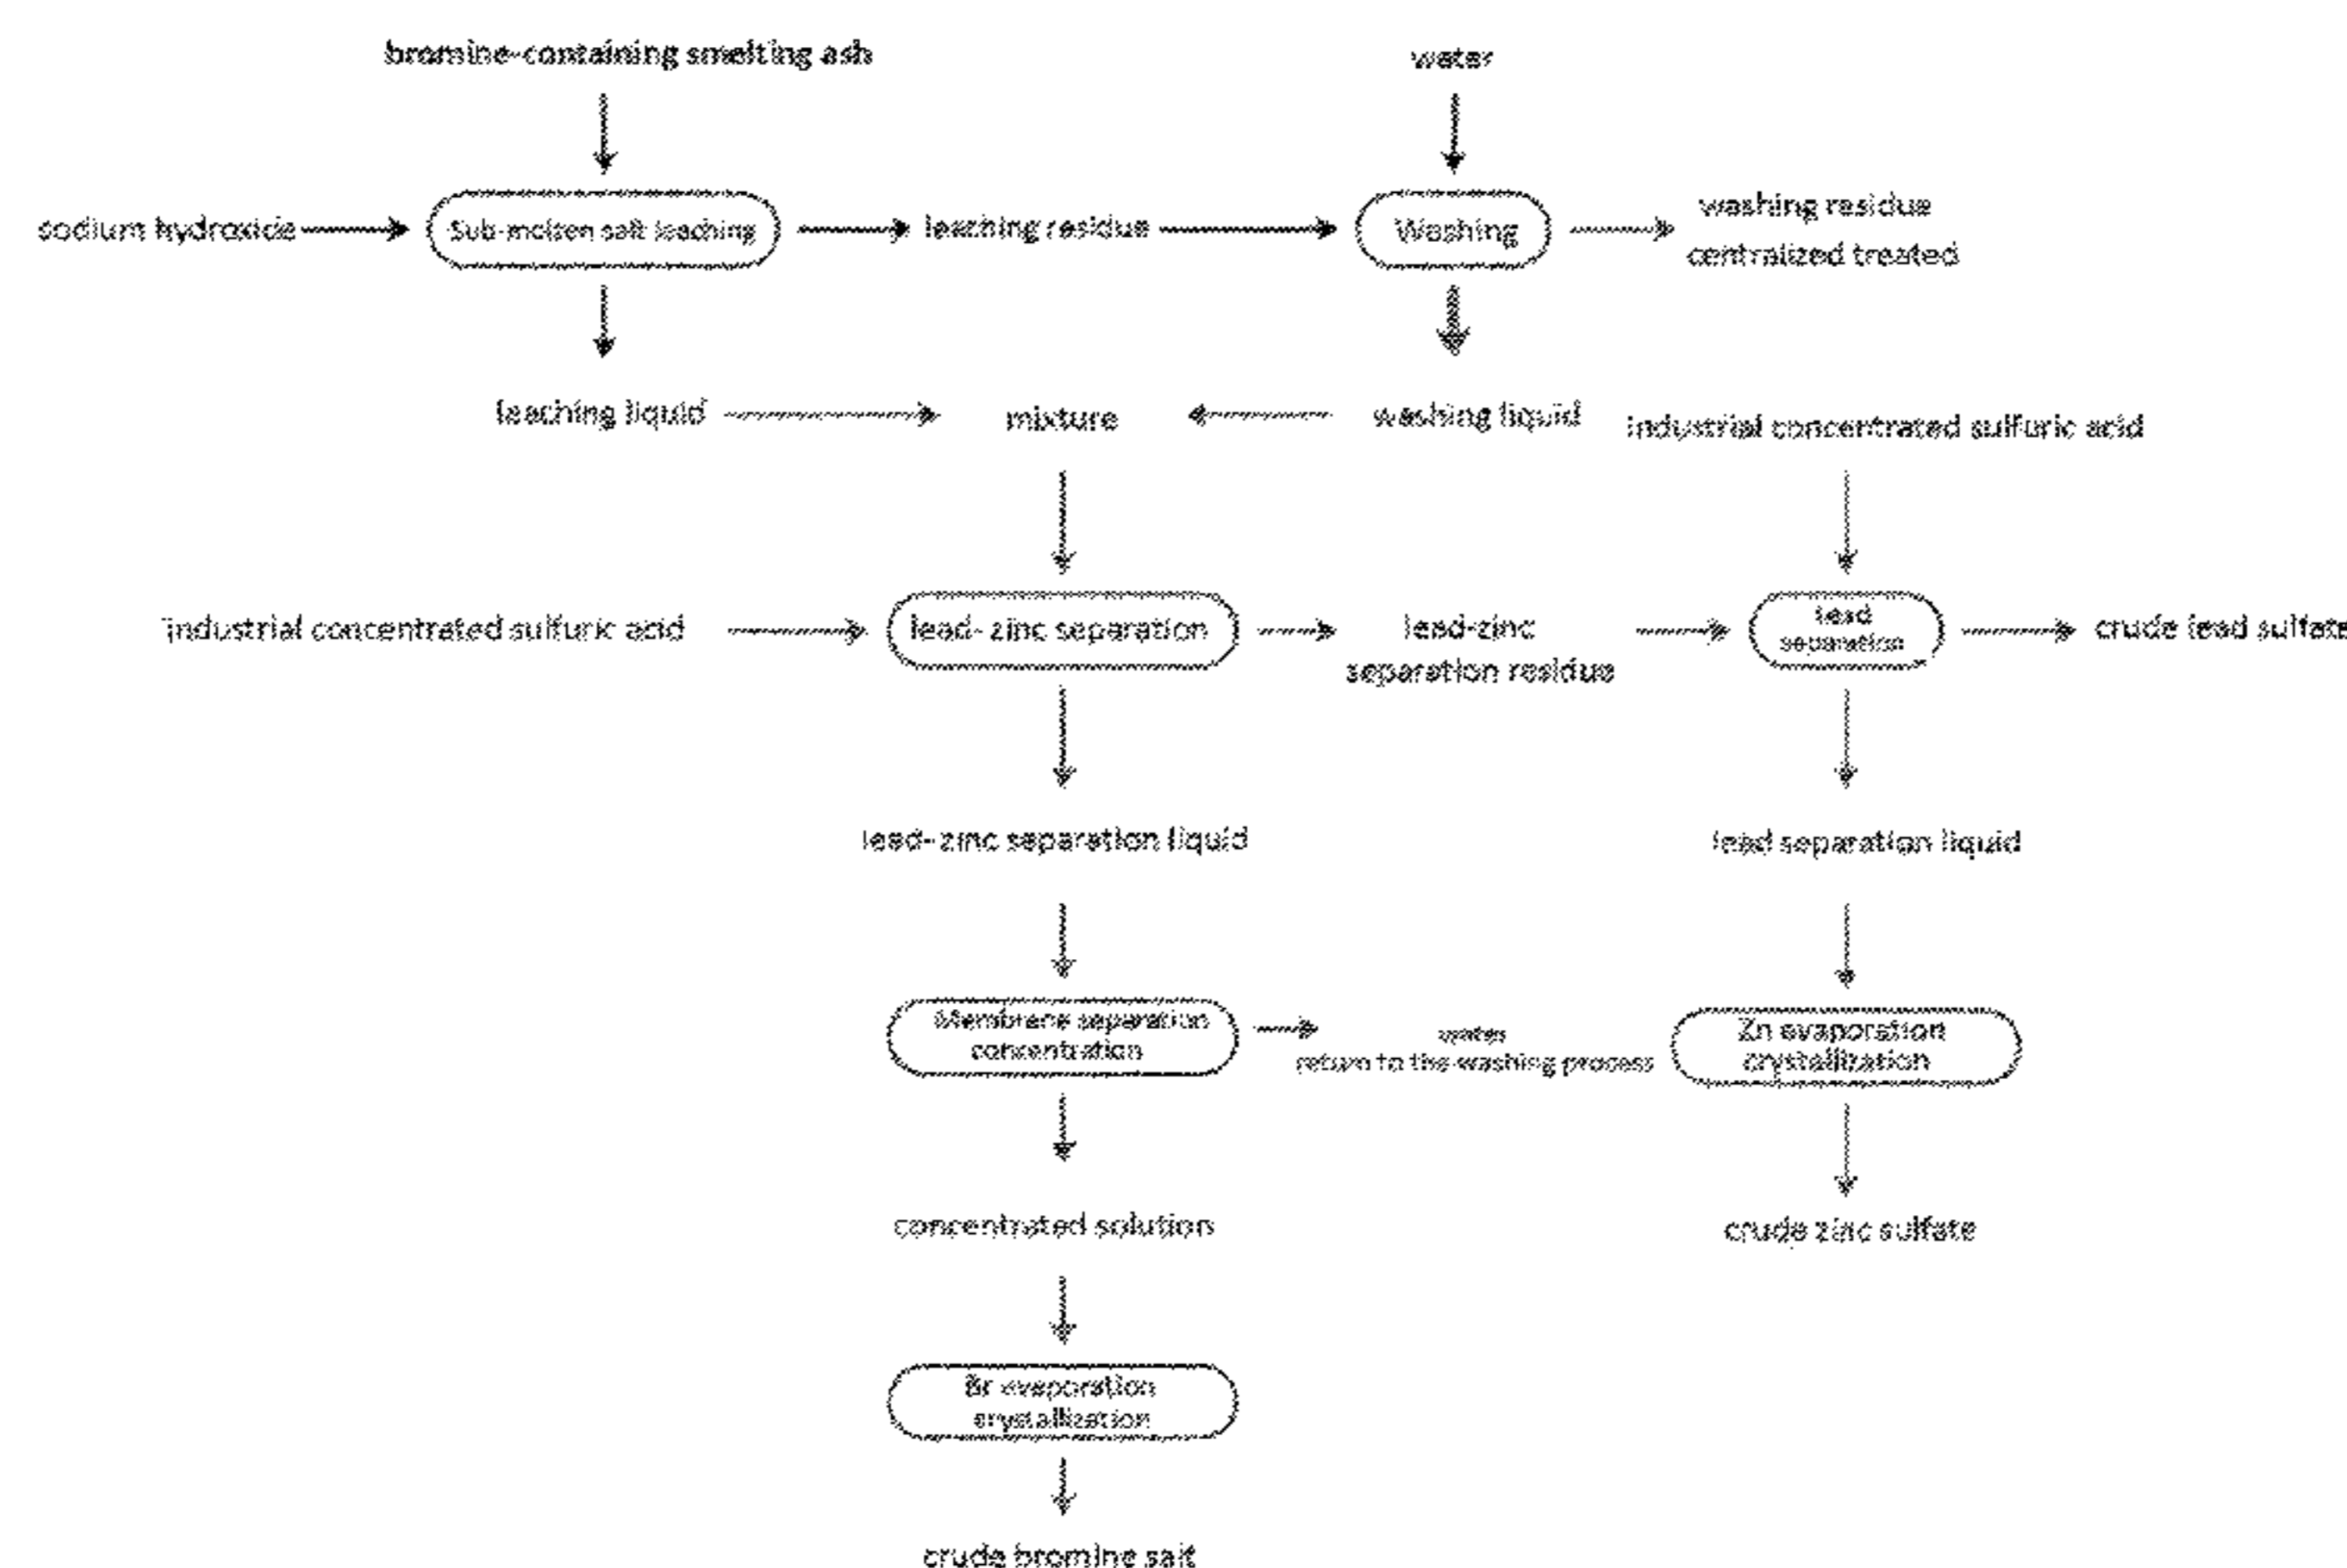 bromine-containing smelting ash
water
sodium hydroxide
Sub-molten salt leaching
leaching residue
Washing
washing residue
centralized treated
leaching liquid
mixture
washing liquid
industrial concentrated sulfuric acid
industrial concentrated sulfuric acid
lead- zinc separation
lead-zinc
separation residue
Lead
separation
crude lead sulfate
lead- zinc separation liquid
lead separation liquid
Membrane separation
concentration
water
return to the washing process
Zn evaporation
crystallization
concentrated solution
crude zinc sulfate
Br evaporation
crystallization
crude bromine salt